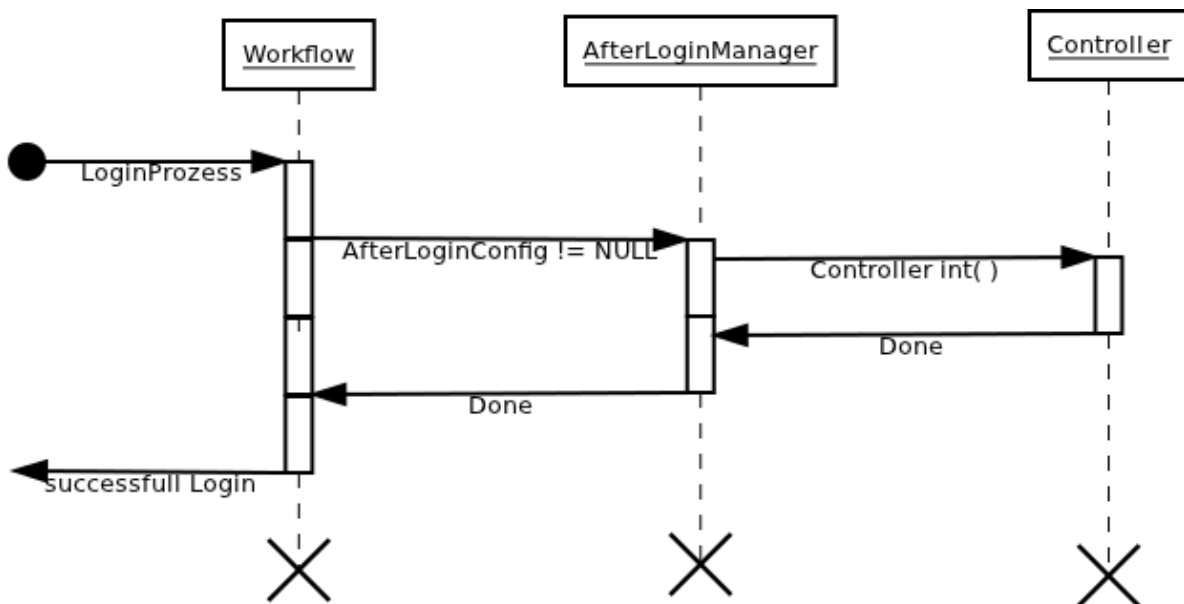 Workflow
AfterLoginManager
Controller
LoginProzess
AfterLoginConfig != NULL
Controller int( )
Done
Done
successfull Login